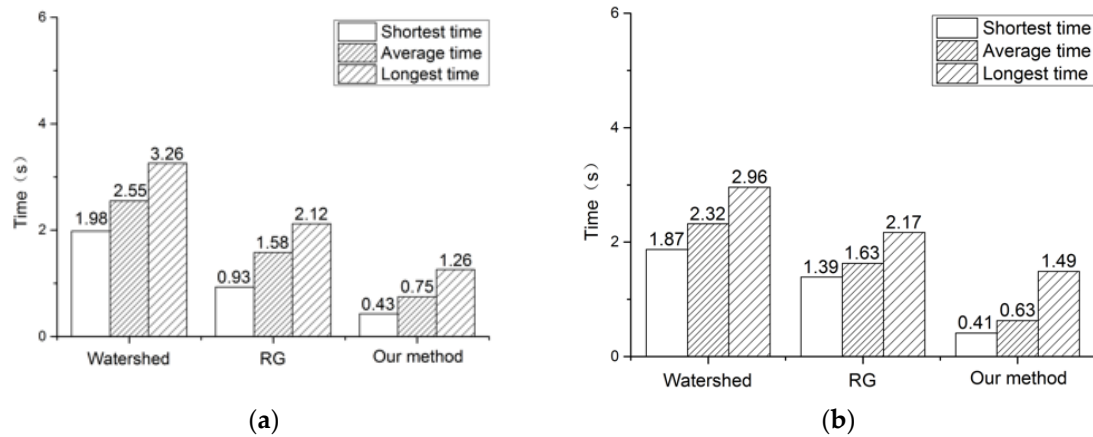 6
4
2
0
Time（s）
Shortest time
Average time
Longest time
1.98
2.55
3.26
0.93
1.58
2.12
0.43
0.75
1.26
Watershed
RG
Our method
(a)
6
4
2
0
Time（s）
Shortest time
Average time
Longest time
1.87
2.32
2.96
1.39
1.63
2.17
0.41
0.63
1.49
Watershed
RG
Our method
(b)